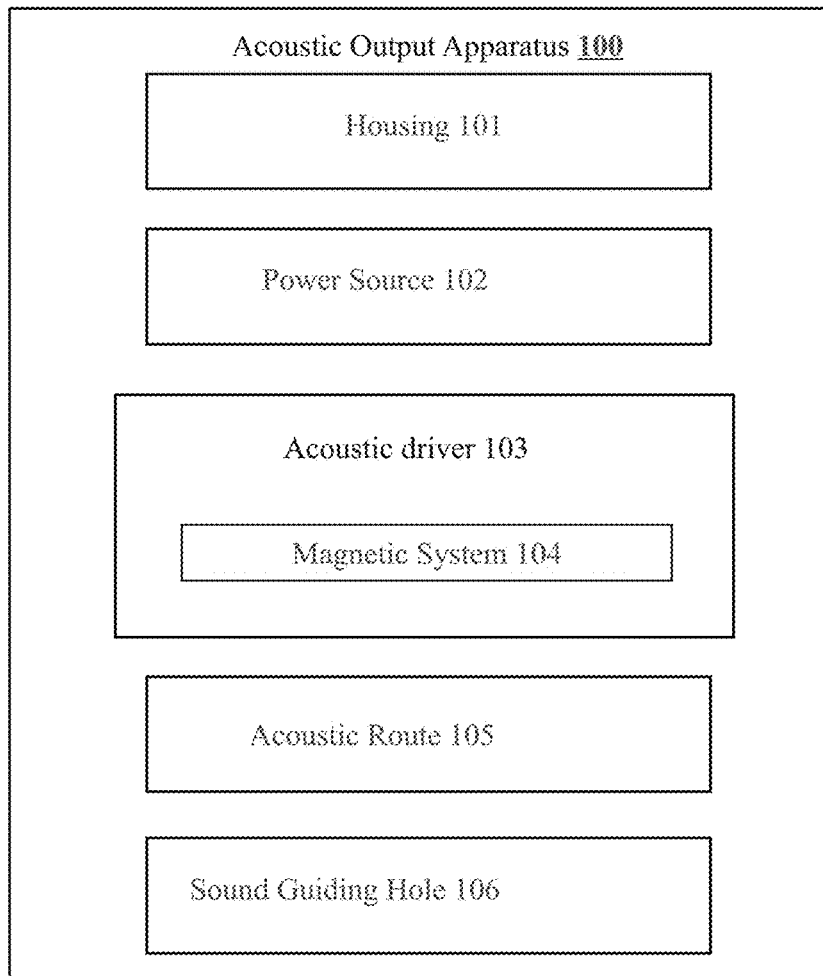 Acoustic Output Apparatus 100
Housing 101
Power Source 102
Acoustic driver 103
Magnetic System 104
Acoustic Route 105
Sound Guiding Hole 106